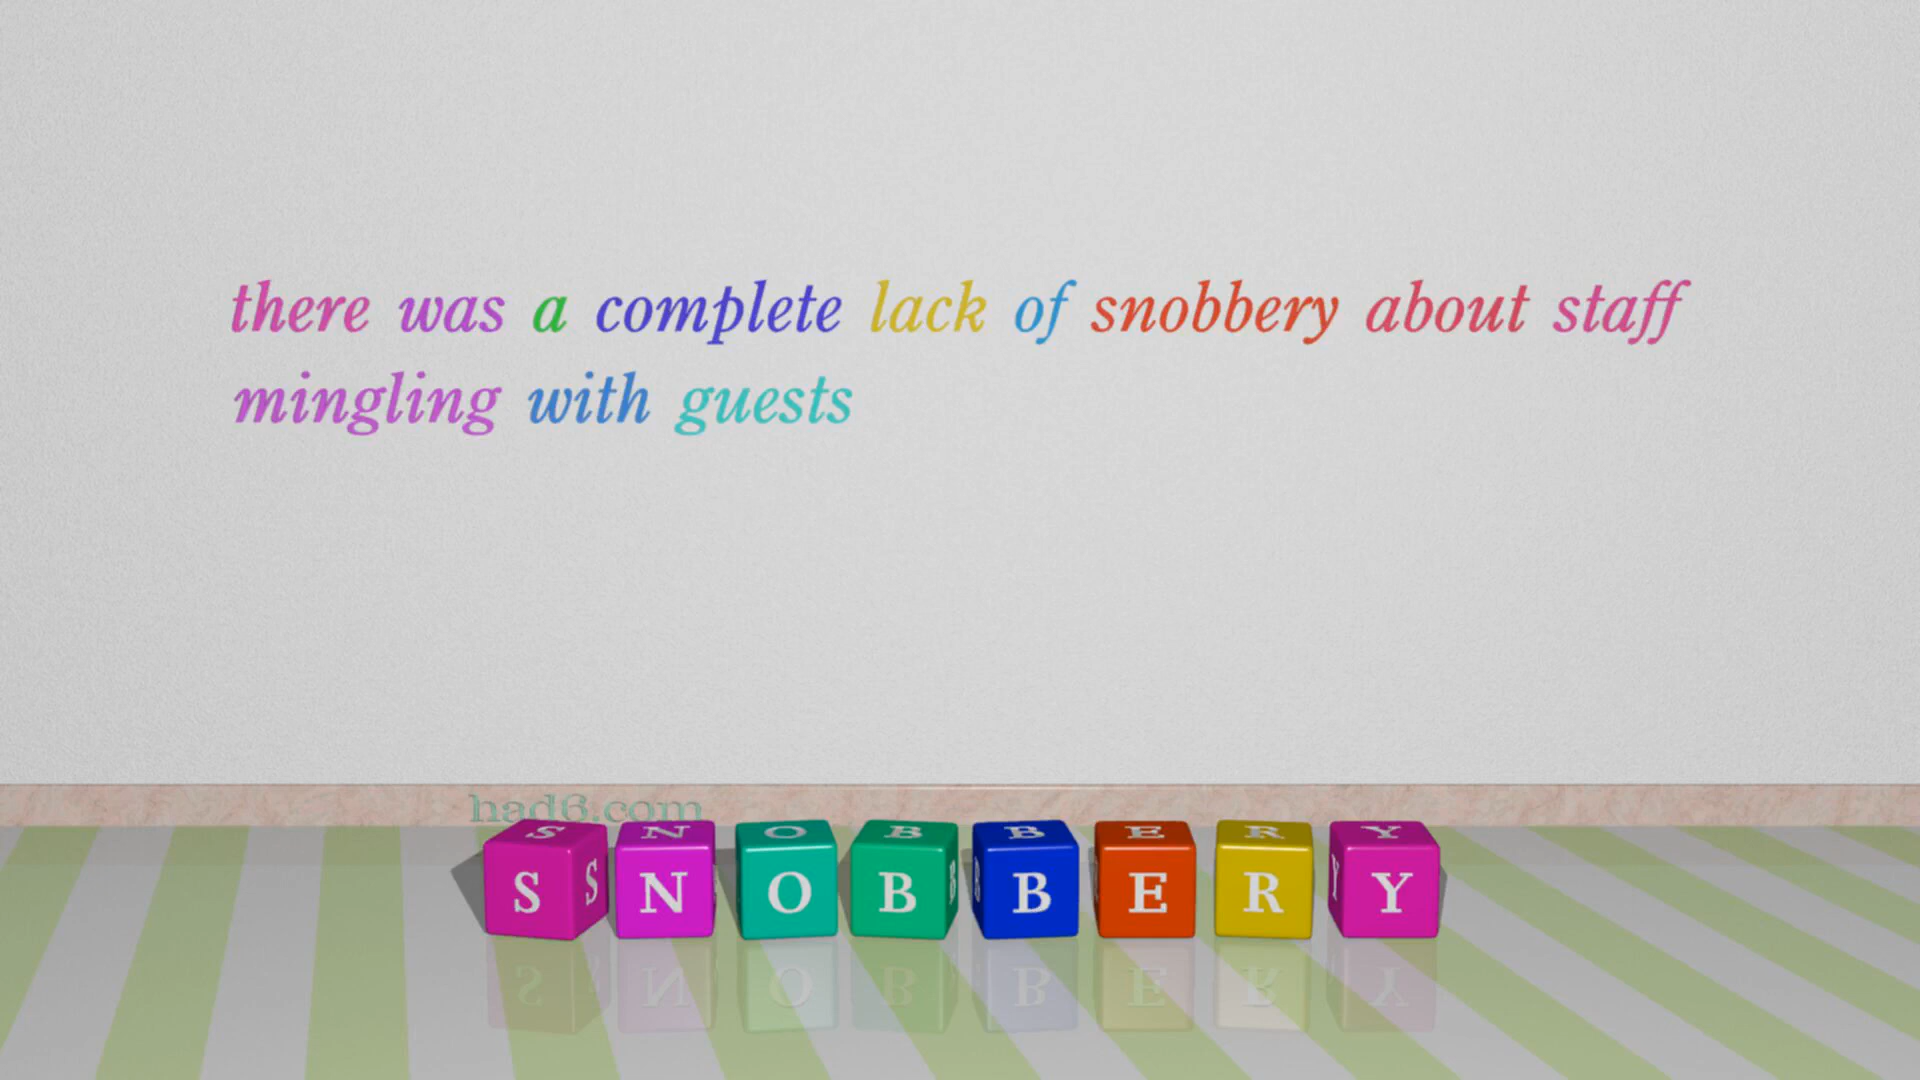 there was a complete lack of snobbery about staff
mingling with guests
had6.com
SNOBBERY